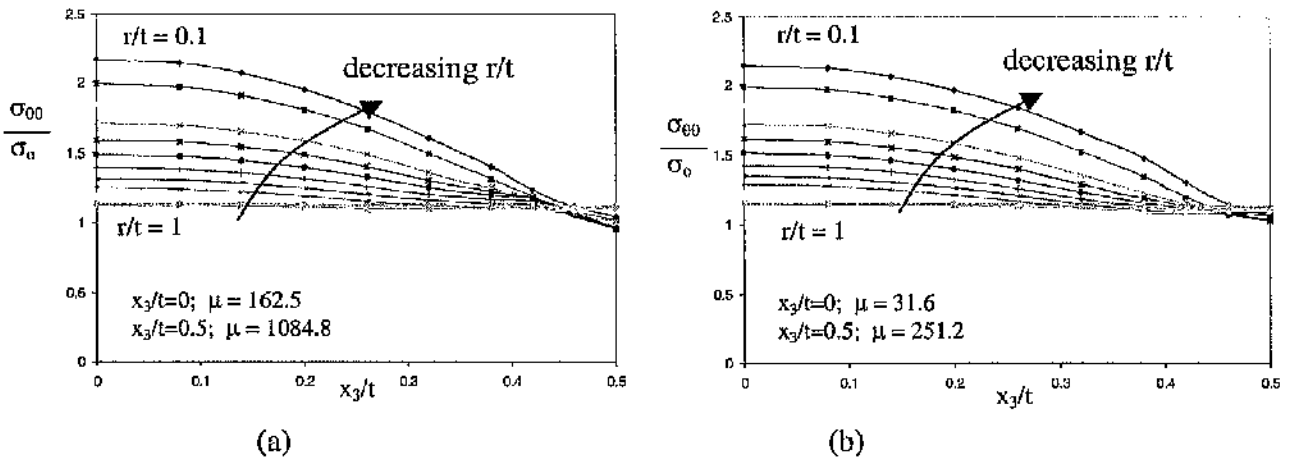 2.5
r/t = 0.1
decreasing r/t
2
σθθ
σo
1.5
1
r/t = 1
0.5
x3/t=0; μ = 162.5
x3/t=0.5; μ = 1084.8
0
0 0.1 0.2 0.3 0.4 0.5
x3/t
(a)
2.5
r/t = 0.1
decreasing r/t
2
σθθ
σo
1.5
1
r/t = 1
0.5
x3/t=0; μ = 31.6
x3/t=0.5; μ = 251.2
0
0 0.1 0.2 0.3 0.4 0.5
x3/t
(b)